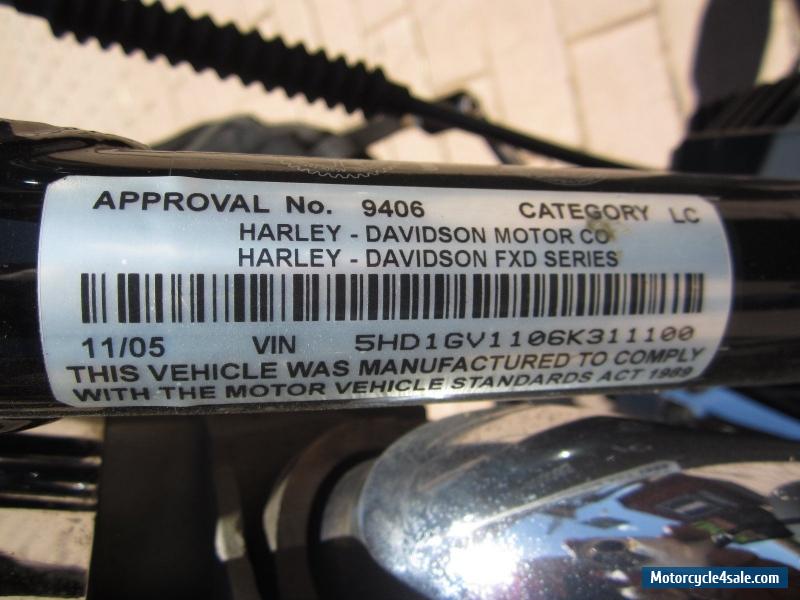 APPROVAL No. 9406 CATEGORY LC
HARLEY - DAVIDSON MOTOR CO
HARLEY - DAVIDSON FXD SERIES
11/05 VIN 5HD1GV1106K311100
THIS VEHICLE WAS MANUFACTURED TO COMPLY
WITH THE MOTOR VEHICLE STANDARDS ACT 1989
Motorcycle4sale.com